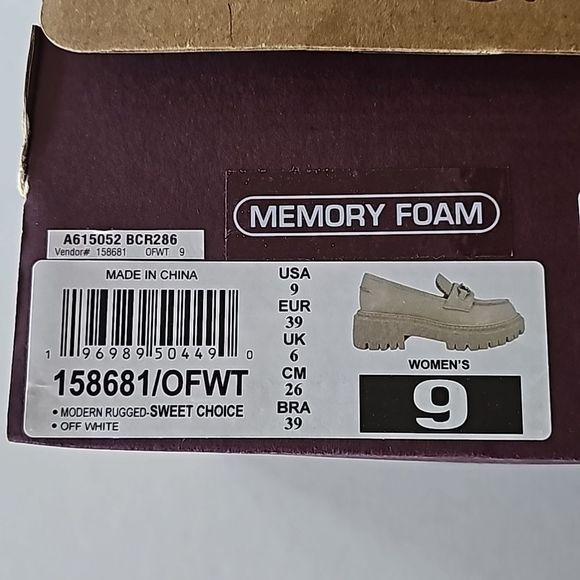 MEMORY FOAM
A615052 BCR286
Vendor# 158681 OFWT 9
MADE IN CHINA
1 96989 50449 0
158681/OFWT
• MODERN RUGGED-SWEET CHOICE
• OFF WHITE
USA
9
EUR
39
UK
6
CM
26
BRA
39
WOMEN'S
9